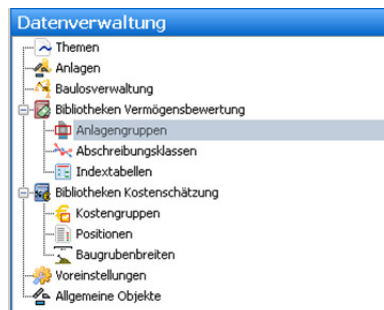 Datenverwaltung
Themen
Anlagen
Baulosverwaltung
Bibliotheken Vermögensbewertung
Anlagengruppen
Abschreibungsklassen
Indextabellen
Bibliotheken Kostenschätzung
Kostengruppen
Positionen
Baugrubenbreiten
Voreinstellungen
Allgemeine Objekte